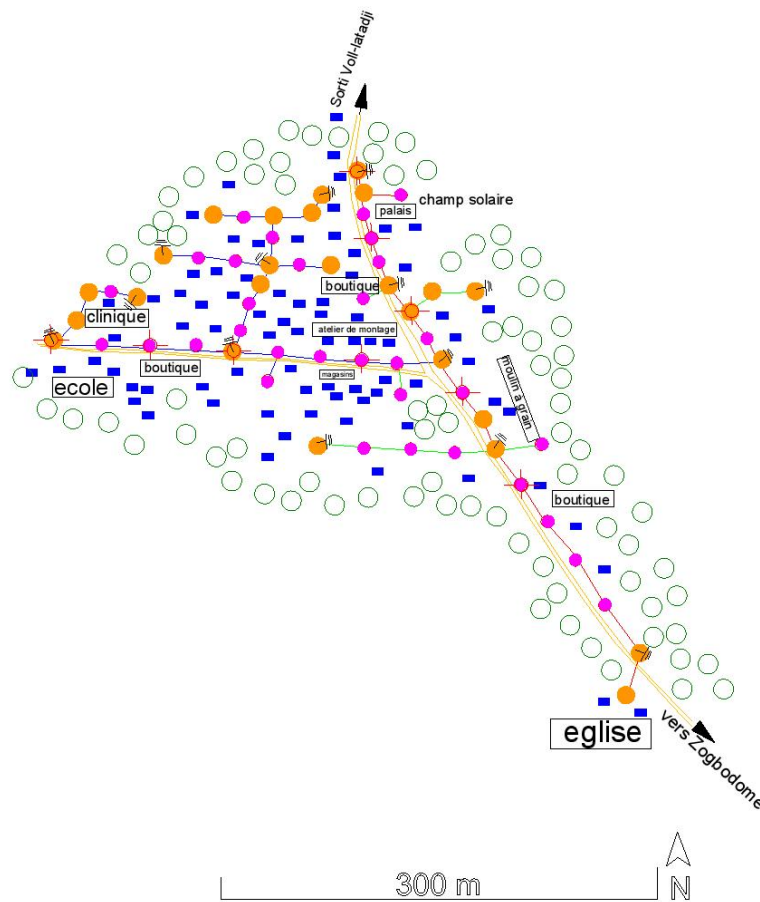 Sorti Voll-latadji
champ solaire
palais
boutique
clinique
atelier de montage
boutique
magasins
ecole
moulin a grain
boutique
eglise
vers Zogbodome
300 m
N